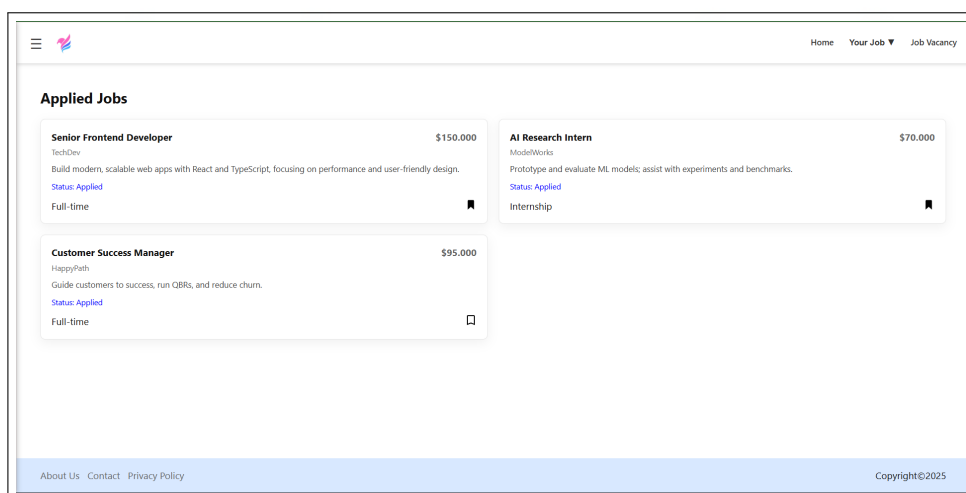 ☰ Home Your Job ▼ Job Vacancy
Applied Jobs
Senior Frontend Developer $150.000
TechDev
Build modern, scalable web apps with React and TypeScript, focusing on performance and user-friendly design.
Status: Applied
Full-time
AI Research Intern $70.000
ModelWorks
Prototype and evaluate ML models; assist with experiments and benchmarks.
Status: Applied
Internship
Customer Success Manager $95.000
HappyPath
Guide customers to success, run QBRs, and reduce churn.
Status: Applied
Full-time
About Us Contact Privacy Policy Copyright©2025